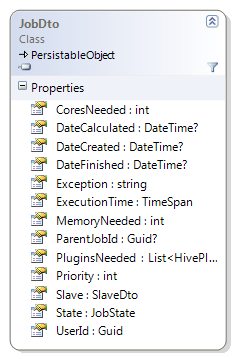 JobDto
Class
PersistableObject
Properties
CoresNeeded : int
DateCalculated : DateTime?
DateCreated : DateTime?
DateFinished : DateTime?
Exception : string
ExecutionTime : TimeSpan
MemoryNeeded : int
ParentJobId : Guid?
PluginsNeeded : List<HivePl...
Priority : int
Slave : SlaveDto
State : JobState
UserId : Guid